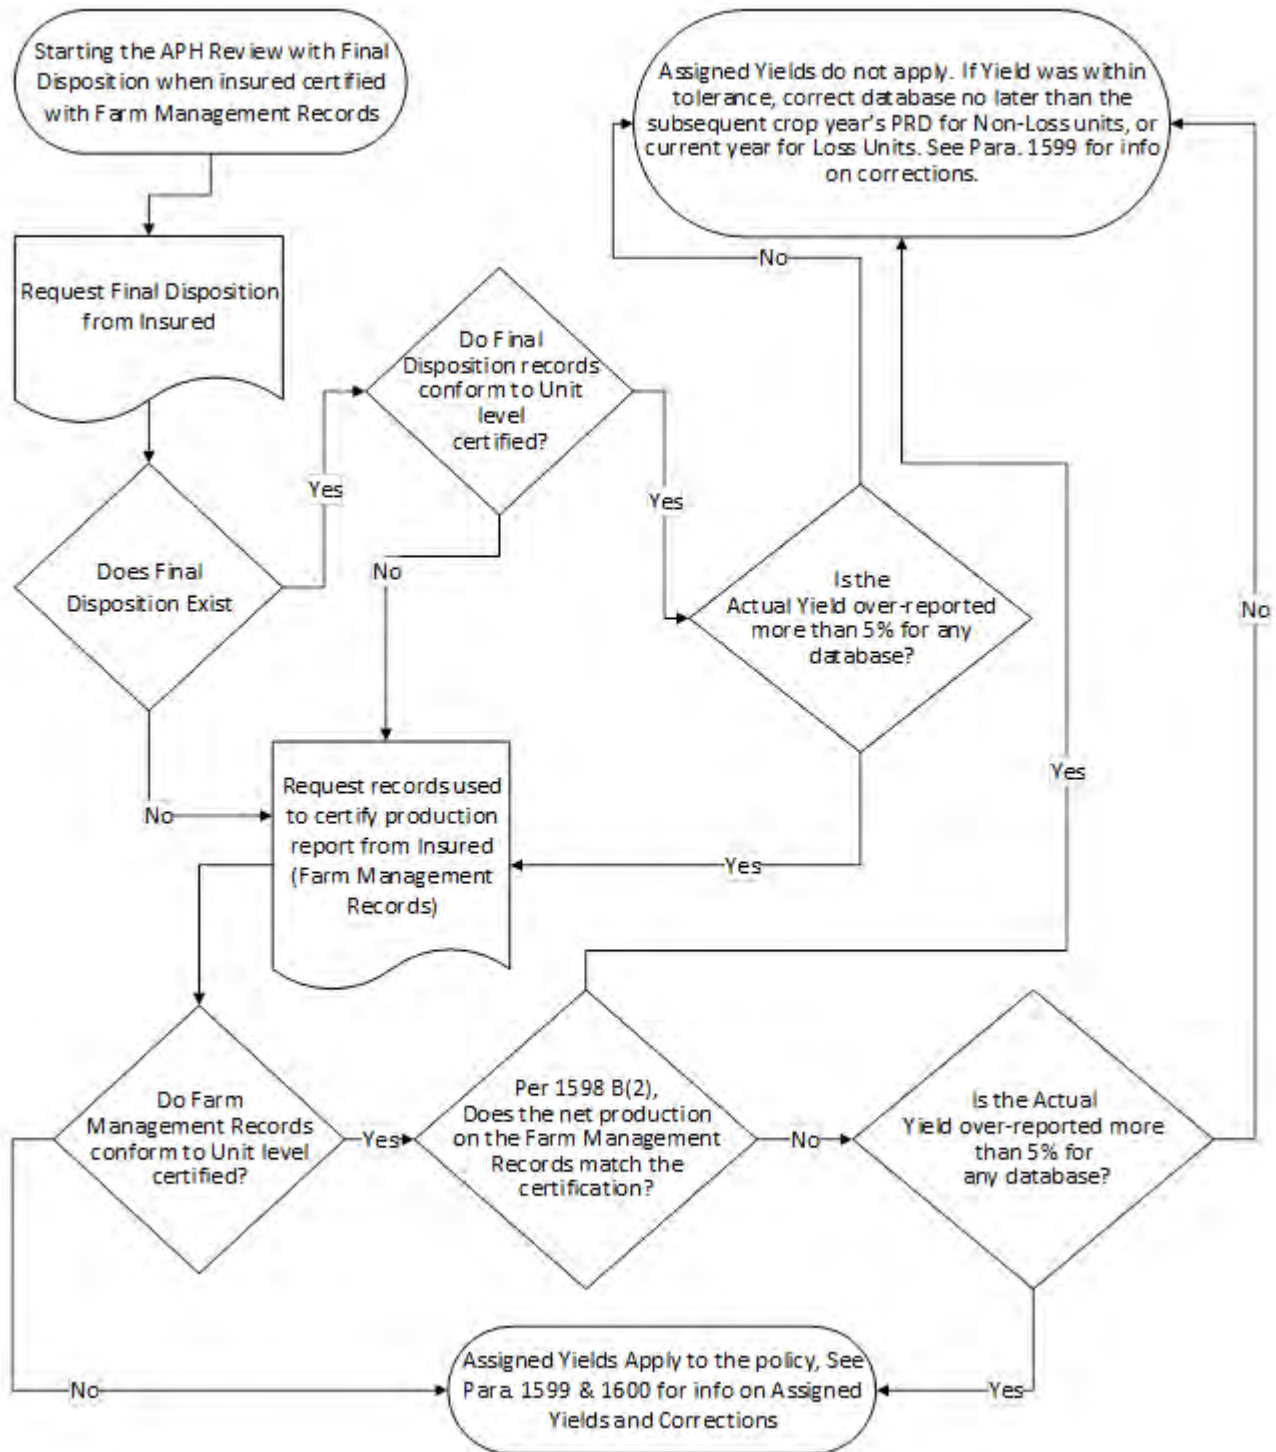 Starting the APH Review with Final
Disposition when insured certified
with Farm Management Records
Assigned Yields do not apply. If Yield was within
tolerance, correct database no later than the
subsequent crop year's PRD for Non-Loss units, or
current year for Loss Units. See Para. 1599 for info
on corrections.
No
Request Final Disposition
from Insured
Do Final
Disposition records
conform to Unit
level
certified?
Yes
Yes
Does Final
Disposition Exist
No
Is the
Actual Yield over-reported
more than 5% for any
database?
No
Yes
No
Request records used
to certify production
report from Insured
(Farm Management
Records)
Yes
Do Farm
Management Records
conform to Unit level
certified?
Yes
Per 1598 B(2),
Does the net production
on the Farm Management
Records match the
certification?
No
Is the Actual
Yield over-reported more
than 5% for
any database?
No
Assigned Yields Apply to the policy, See
Para. 1599 & 1600 for info on Assigned
Yields and Corrections
Yes